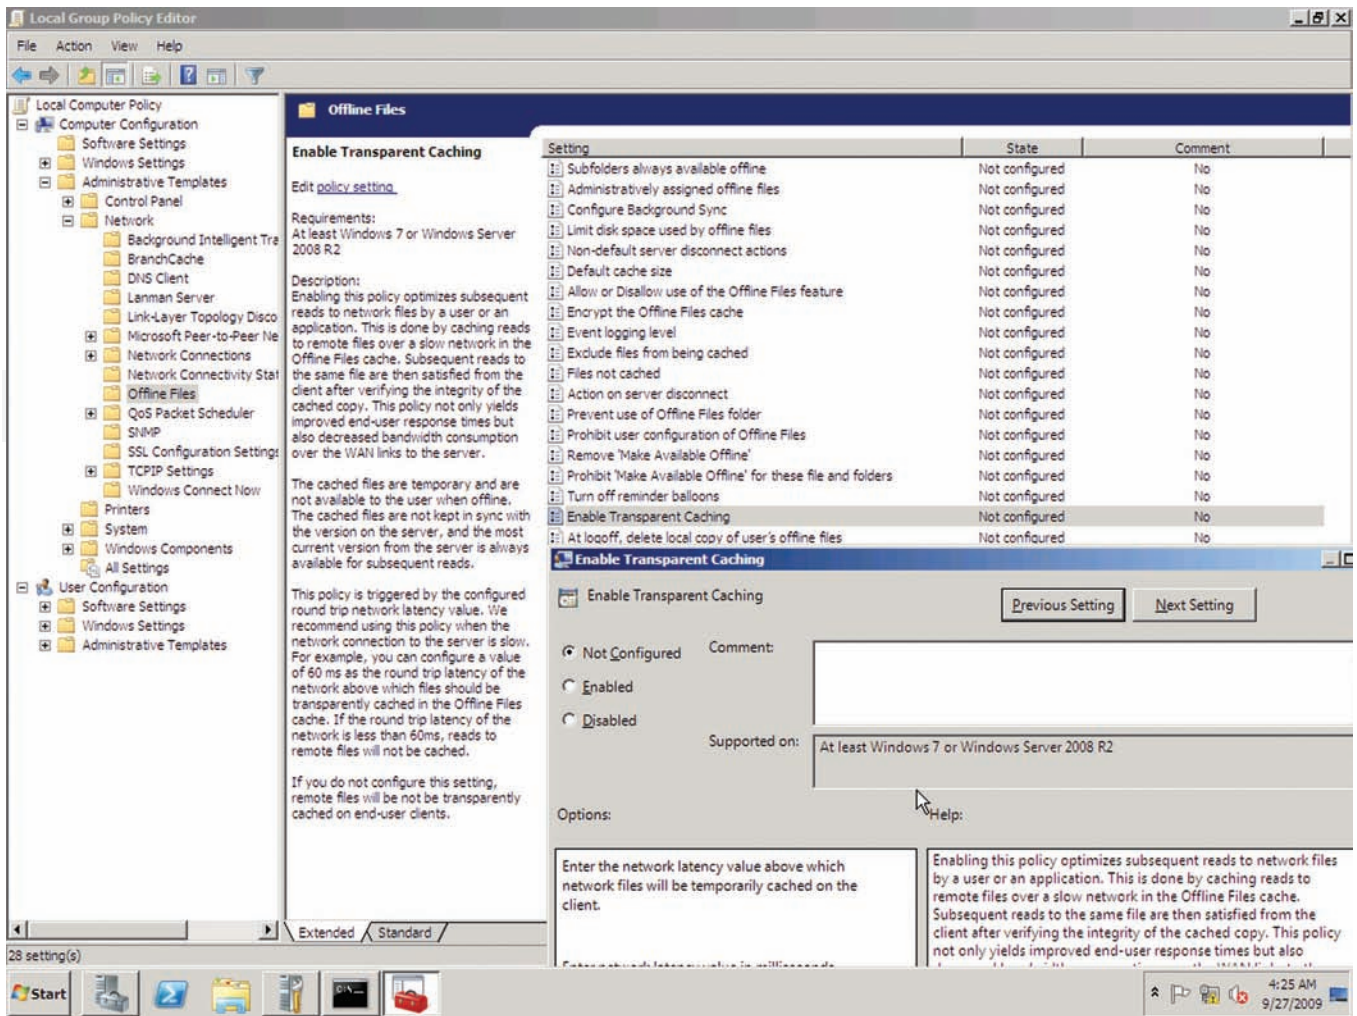 Local Group Policy Editor
File Action View Help
Local Computer Policy
Computer Configuration
Software Settings
Windows Settings
Administrative Templates
Control Panel
Network
Background Intelligent Tra
BranchCache
DNS Client
Lanman Server
Link-Layer Topology Disco
Microsoft Peer-to-Peer Ne
Network Connections
Network Connectivity Stat
Offline Files
QoS Packet Scheduler
SNMP
SSL Configuration Settings
TCPIP Settings
Windows Connect Now
Printers
System
Windows Components
All Settings
User Configuration
Software Settings
Windows Settings
Administrative Templates
Offline Files
Enable Transparent Caching
Edit policy setting
Requirements:
At least Windows 7 or Windows Server
2008 R2
Description:
Enabling this policy optimizes subsequent
reads to network files by a user or an
application. This is done by caching reads
to remote files over a slow network in the
Offline Files cache. Subsequent reads to
the same file are then satisfied from the
client after verifying the integrity of the
cached copy. This policy not only yields
improved end-user response times but
also decreased bandwidth consumption
over the WAN links to the server.
The cached files are temporary and are
not available to the user when offline.
The cached files are not kept in sync with
the version on the server, and the most
current version from the server is always
available for subsequent reads.
This policy is triggered by the configured
round trip network latency value. We
recommend using this policy when the
network connection to the server is slow.
For example, you can configure a value
of 60 ms as the round trip latency of the
network above which files should be
transparently cached in the Offline Files
cache. If the round trip latency of the
network is less than 60ms, reads to
remote files will not be cached.
If you do not configure this setting,
remote files will be not be transparently
cached on end-user clients.
Extended Standard
Setting State Comment
Subfolders always available offline Not configured No
Administratively assigned offline files Not configured No
Configure Background Sync Not configured No
Limit disk space used by offline files Not configured No
Non-default server disconnect actions Not configured No
Default cache size Not configured No
Allow or Disallow use of the Offline Files feature Not configured No
Encrypt the Offline Files cache Not configured No
Event logging level Not configured No
Exclude files from being cached Not configured No
Files not cached Not configured No
Action on server disconnect Not configured No
Prevent use of Offline Files folder Not configured No
Prohibit user configuration of Offline Files Not configured No
Remove 'Make Available Offline' Not configured No
Prohibit 'Make Available Offline' for these file and folders Not configured No
Turn off reminder balloons Not configured No
Enable Transparent Caching Not configured No
At logoff, delete local copy of user's offline files Not configured No
Enable Transparent Caching
Enable Transparent Caching
Previous Setting Next Setting
Not Configured Comment:
Enabled
Disabled
Supported on: At least Windows 7 or Windows Server 2008 R2
Options: Help:
Enter the network latency value above which
network files will be temporarily cached on the
client.
Enter network latency value in milliseconds
Enabling this policy optimizes subsequent reads to network files
by a user or an application. This is done by caching reads to
remote files over a slow network in the Offline Files cache.
Subsequent reads to the same file are then satisfied from the
client after verifying the integrity of the cached copy. This policy
not only yields improved end-user response times but also
28 setting(s)
Start
4:25 AM
9/27/2009